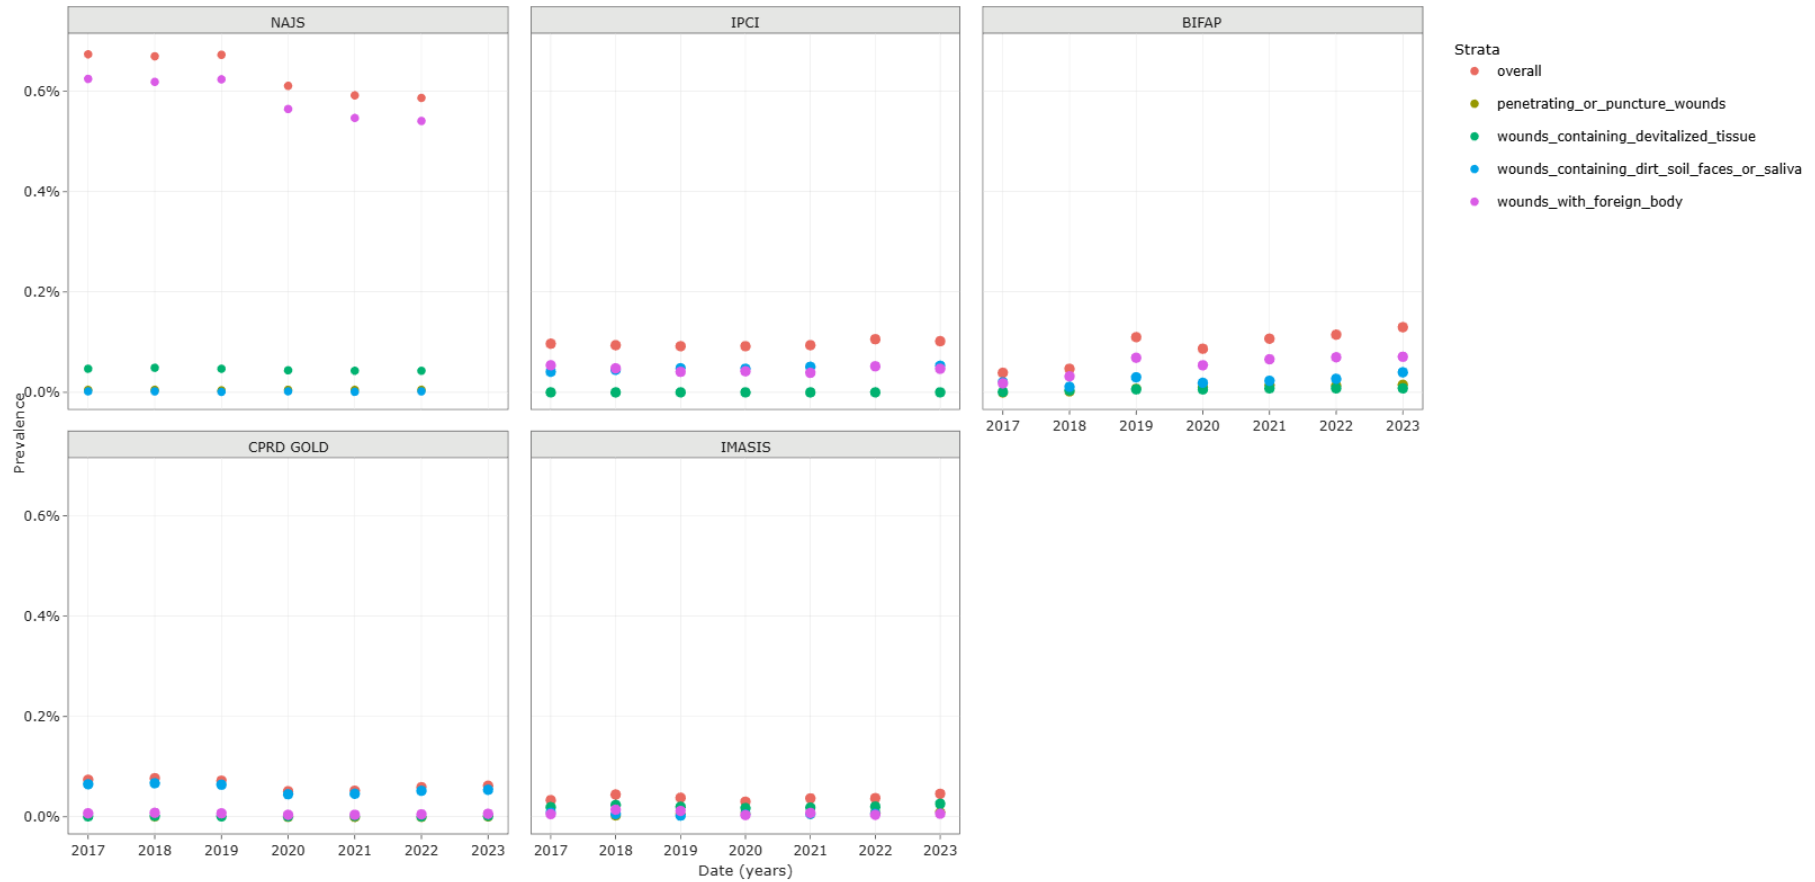 NAJS
IPCI
BIFAP
Strata
overall
penetrating_or_puncture_wounds
wounds_containing_devitalized_tissue
wounds_containing_dirt_soil_faces_or_saliva
wounds_with_foreign_body
0.6%
0.4%
0.2%
0.0%
2017 2018 2019 2020 2021 2022 2023
Prevalence
CPRD GOLD
IMASIS
0.6%
0.4%
0.2%
0.0%
2017 2018 2019 2020 2021 2022 2023
2017 2018 2019 2020 2021 2022 2023
Date (years)